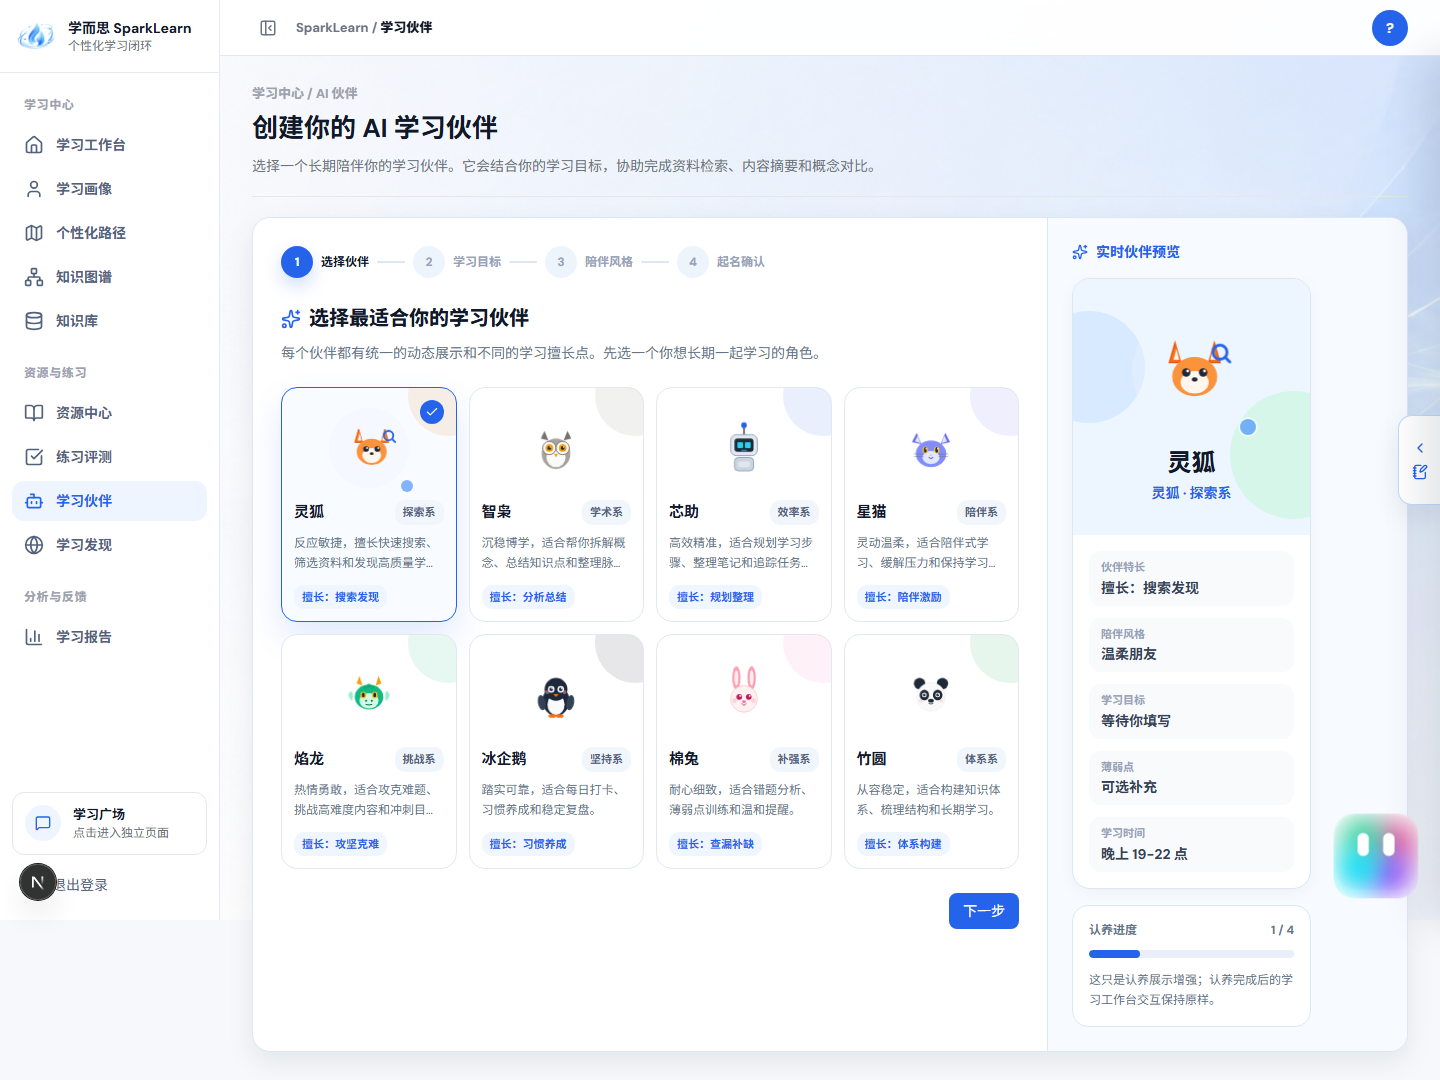 学而思 SparkLearn
个性化学习闭环
学习中心
学习工作台
学习画像
个性化路径
知识图谱
知识库
资源与练习
资源中心
练习评测
学习伙伴
学习发现
分析与反馈
学习报告
学习广场
点击进入独立页面
N
退出登录
SparkLearn / 学习伙伴
?
学习中心 / AI 伙伴
创建你的 AI 学习伙伴
选择一个长期陪伴你的学习伙伴。它会结合你的学习目标，协助完成资料检索、内容摘要和概念对比。
1 选择伙伴 2 学习目标 3 陪伴风格 4 起名确认
选择最适合你的学习伙伴
每个伙伴都有统一的动态展示和不同的学习擅长点。先选一个你想长期一起学习的角色。
灵狐 探索系
反应敏捷，擅长快速搜索、
筛选资料和发现高质量学…
擅长：搜索发现
智枭 学术系
沉稳博学，适合帮你拆解概
念、总结知识点和整理脉…
擅长：分析总结
芯助 效率系
高效精准，适合规划学习步
骤、整理笔记和追踪任务…
擅长：规划整理
星猫 陪伴系
灵动温柔，适合陪伴式学
习、缓解压力和保持学习…
擅长：陪伴激励
焰龙 挑战系
热情勇敢，适合攻克难题、
挑战高难度内容和冲刺目…
擅长：攻坚克难
冰企鹅 坚持系
踏实可靠，适合每日打卡、
习惯养成和稳定复盘。
擅长：习惯养成
棉兔 补强系
耐心细致，适合错题分析、
薄弱点训练和温和提醒。
擅长：查漏补缺
竹圆 体系系
从容稳定，适合构建知识体
系、梳理结构和长期学习。
擅长：体系构建
下一步
实时伙伴预览
灵狐
灵狐 · 探索系
伙伴特长
擅长：搜索发现
陪伴风格
温柔朋友
学习目标
等待你填写
薄弱点
可选补充
学习时间
晚上 19-22 点
认养进度 1 / 4
这只是认养展示增强；认养完成后的学
习工作台交互保持原样。